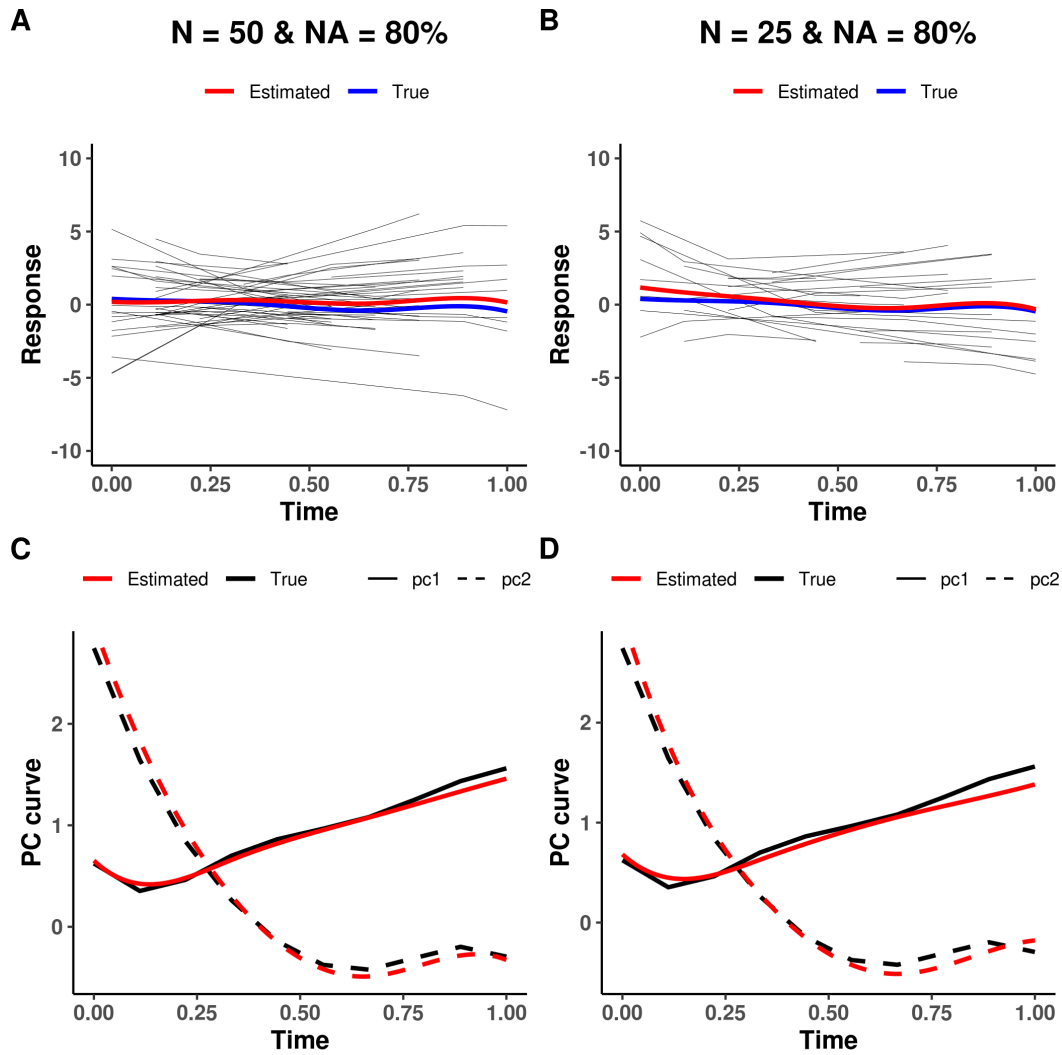 A
N = 50 & NA = 80%
Estimated True
10
5
0
-5
-10
Response
0.00 0.25 0.50 0.75 1.00
Time
B
N = 25 & NA = 80%
Estimated True
10
5
0
-5
-10
Response
0.00 0.25 0.50 0.75 1.00
Time
C
Estimated True pc1 pc2
2
1
0
PC curve
0.00 0.25 0.50 0.75 1.00
Time
D
Estimated True pc1 pc2
2
1
0
PC curve
0.00 0.25 0.50 0.75 1.00
Time